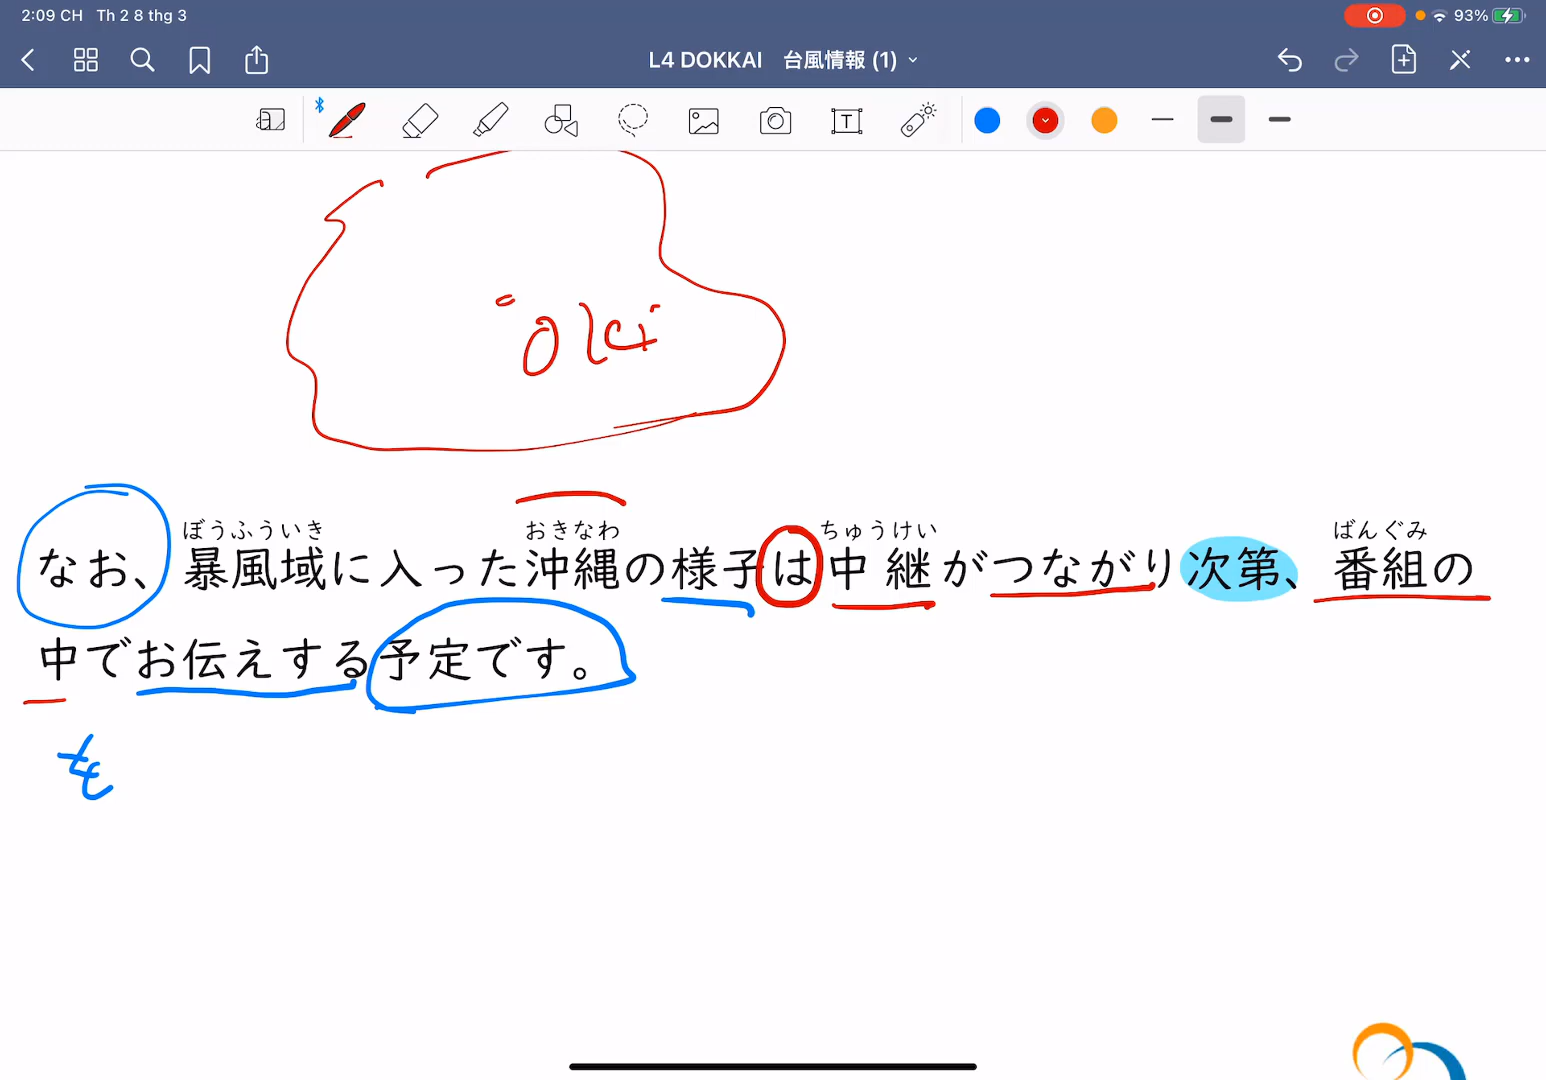 2:09 CH Th 2 8 thg 3 93%
L4 DOKKAI 台風情報 (1)
Oki
ぼうふういき おきなわ ちゅうけい ばんぐみ
なお、暴風域に入った沖縄の様子は中継がつながり次第、番組の
中でお伝えする予定です。
を